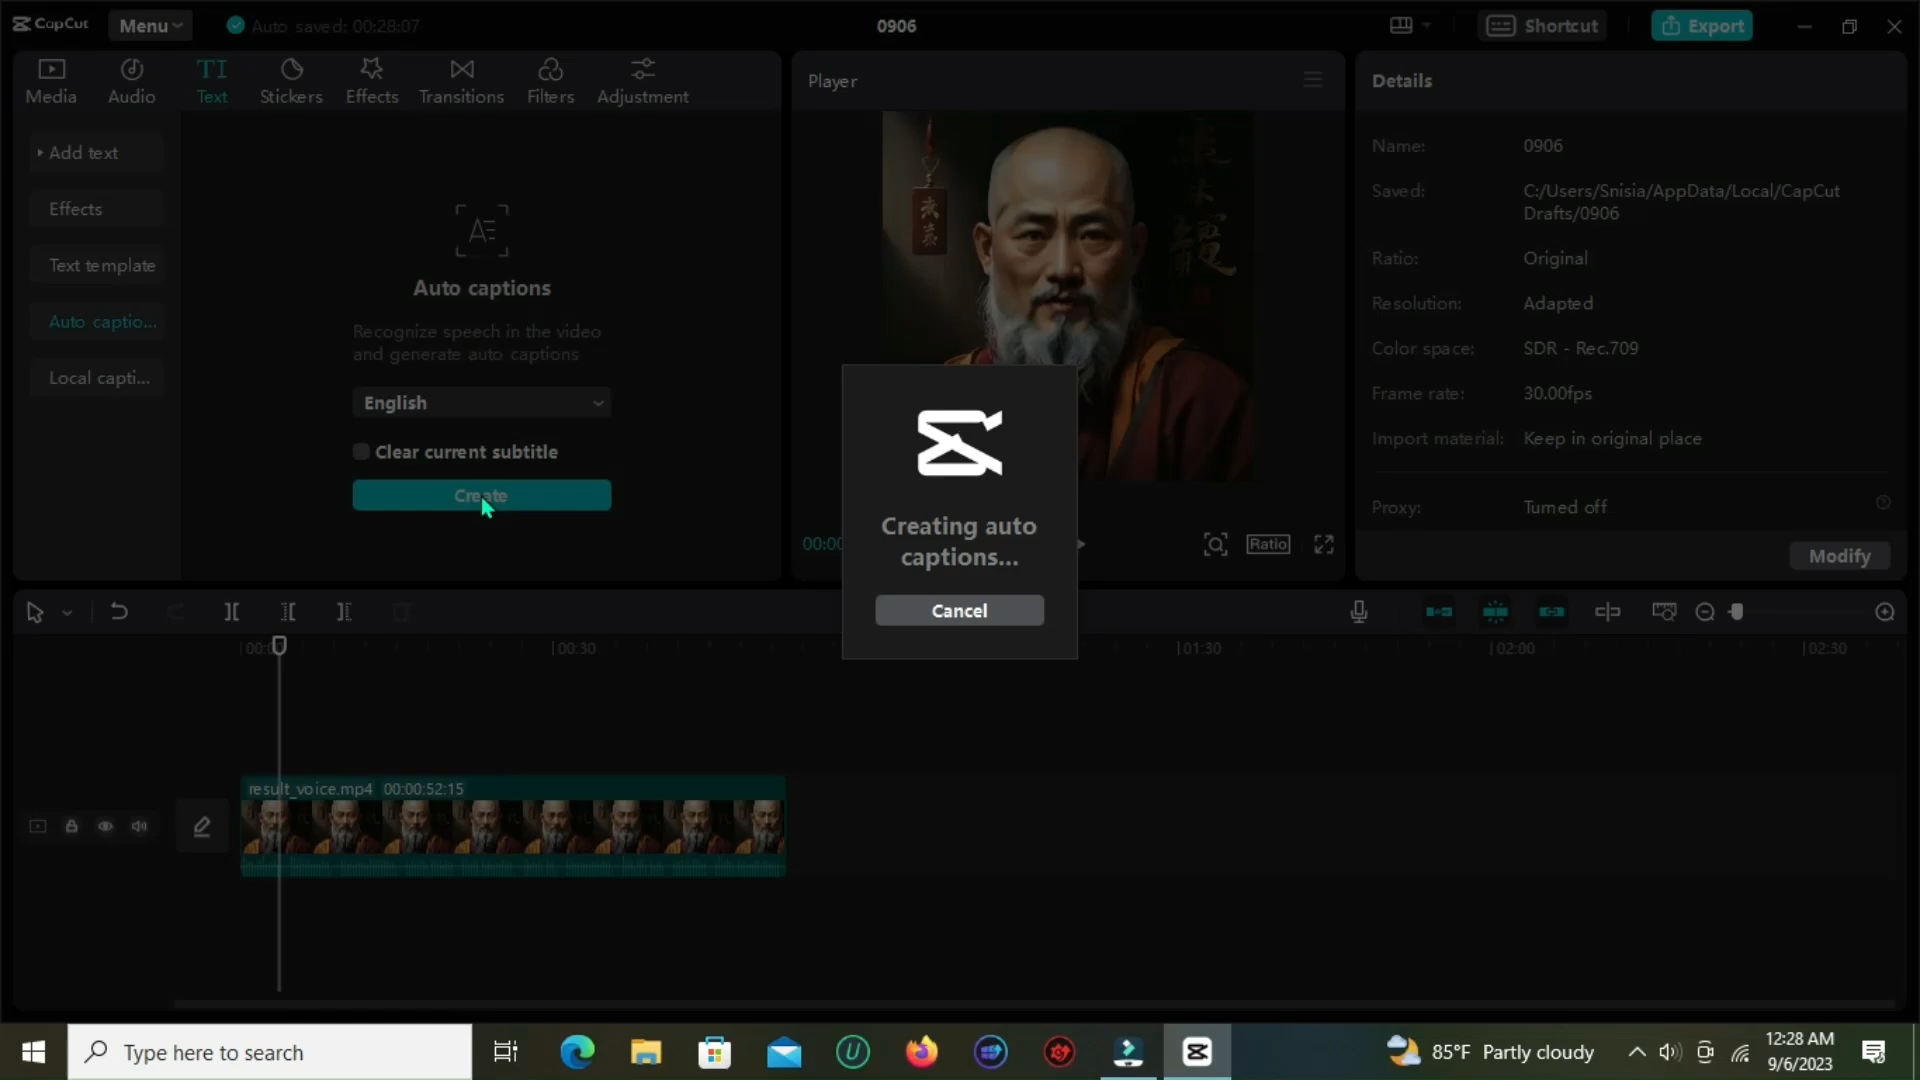 CapCut
Menu
Auto saved: 00:28:07
0906
Shortcut
Export
Media
Audio
TI
Text
Stickers
Effects
Transitions
Filters
Adjustment
Add text
Effects
Text template
Auto captio...
Local capti...
Auto captions
Recognize speech in the video
and generate auto captions
English
Clear current subtitle
Create
Player
武
00:00
Ratio
Creating auto
captions...
Cancel
Details
Name: 0906
Saved: C:/Users/Snisia/AppData/Local/CapCut
Drafts/0906
Ratio: Original
Resolution: Adapted
Color space: SDR - Rec.709
Frame rate: 30.00fps
Import material: Keep in original place
Proxy: Turned off
Modify
00:30
01:30
02:00
02:30
result_voice.mp4 00:00:52:15
Type here to search
85°F Partly cloudy
12:28 AM
9/6/2023